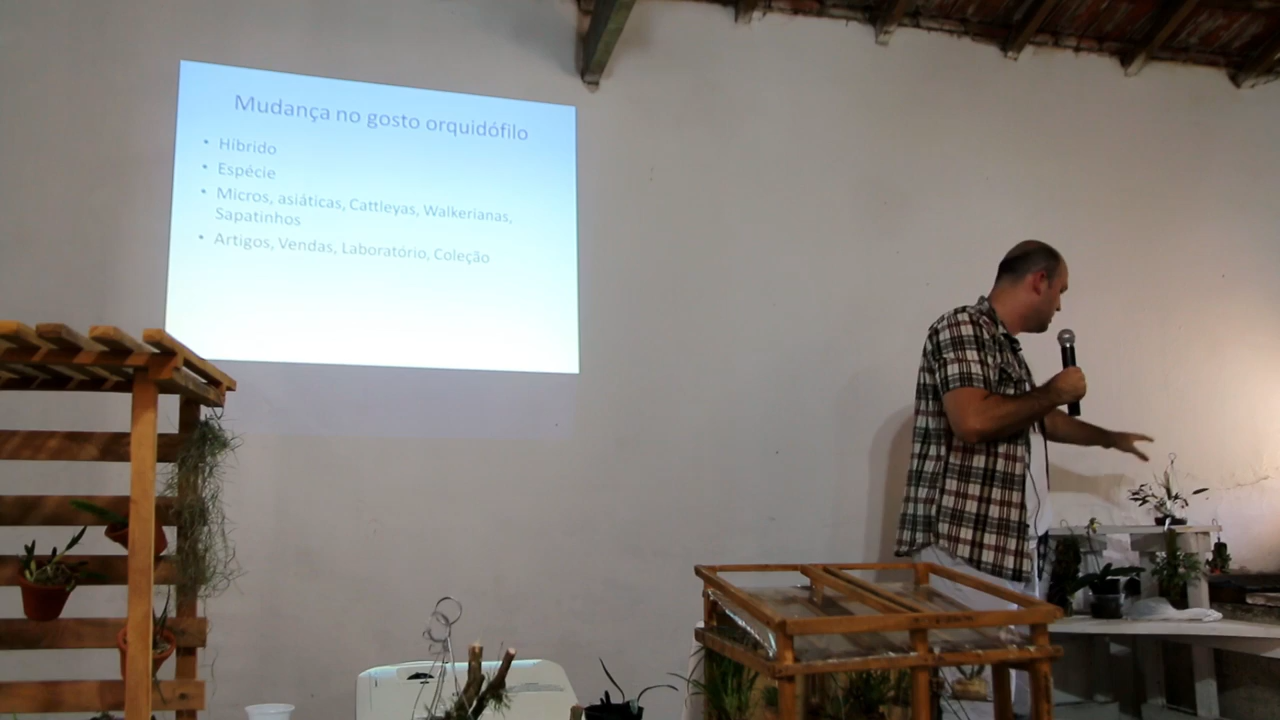 Mudança no gosto orquidófilo
• Híbrido
• Espécie
• Micros, asiáticas, Cattleyas, Walkerianas,
Sapatinhos
• Artigos, Vendas, Laboratório, Coleção